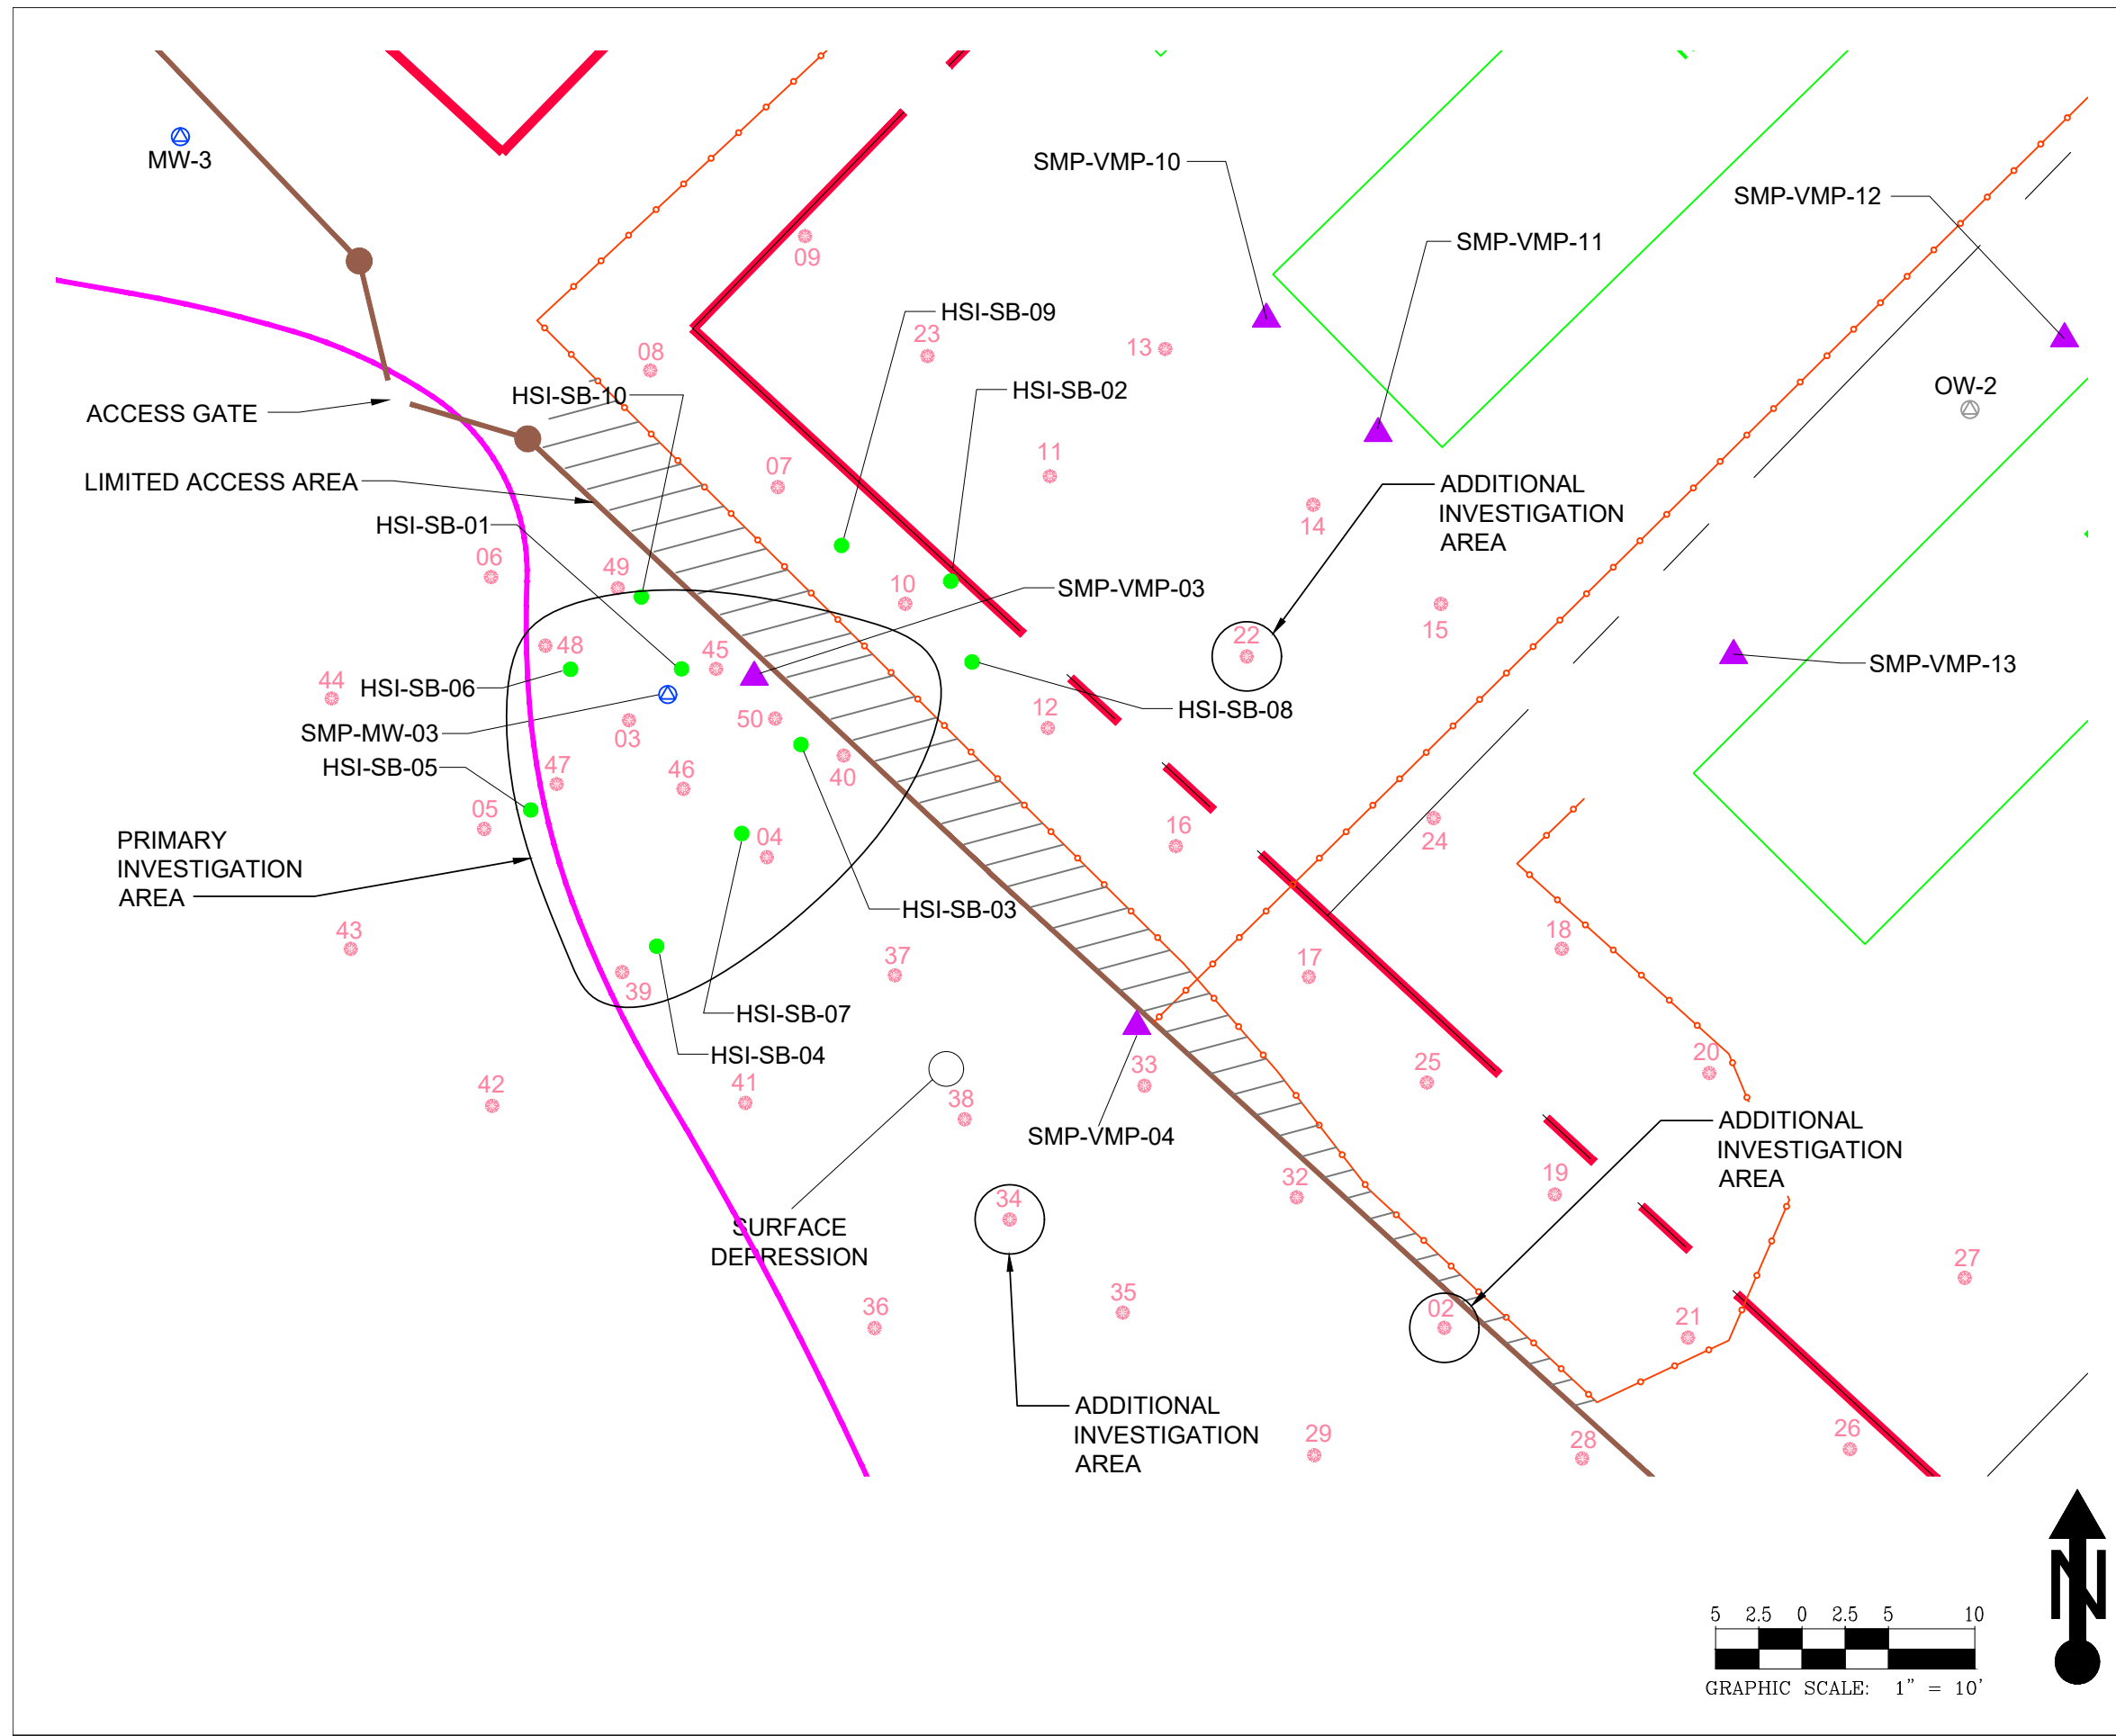 MW-3
SMP-VMP-10
SMP-VMP-12
SMP-VMP-11
09
HSI-SB-09
23
13
08
HSI-SB-10
HSI-SB-02
OW-2
ACCESS GATE
11
07
LIMITED ACCESS AREA
ADDITIONAL
INVESTIGATION
AREA
14
HSI-SB-01
06
49
10
SMP-VMP-03
15
22
48
45
SMP-VMP-13
44
HSI-SB-06
HSI-SB-08
12
50
SMP-MW-03
03
HSI-SB-05
47
46
40
05
04
16
24
PRIMARY
INVESTIGATION
AREA
HSI-SB-03
43
37
17
18
39
HSI-SB-07
HSI-SB-04
42
41
38
33
25
20
SMP-VMP-04
ADDITIONAL
INVESTIGATION
AREA
32
19
34
SURFACE
DEPRESSION
27
36
35
02
21
ADDITIONAL
INVESTIGATION
AREA
29
28
26
N
5 2.5 0 2.5 5 10
GRAPHIC SCALE: 1" = 10'